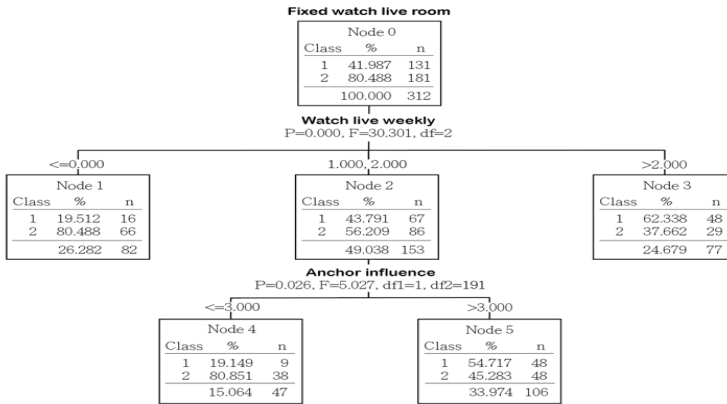 Fixed watch live room
Node 0
Class % n
1 41.987 131
2 80.488 181
100.000 312
Watch live weekly
P=0.000, F=30.301, df=2
<=0.000
1.000, 2.000
>2.000
Node 1
Class % n
1 19.512 16
2 80.488 66
26.282 82
Node 2
Class % n
1 43.791 67
2 56.209 86
49.038 153
Node 3
Class % n
1 62.338 48
2 37.662 29
24.679 77
Anchor influence
P=0.026, F=5.027, df1=1, df2=191
<=3.000
>3.000
Node 4
Class % n
1 19.149 9
2 80.851 38
15.064 47
Node 5
Class % n
1 54.717 48
2 45.283 48
33.974 106